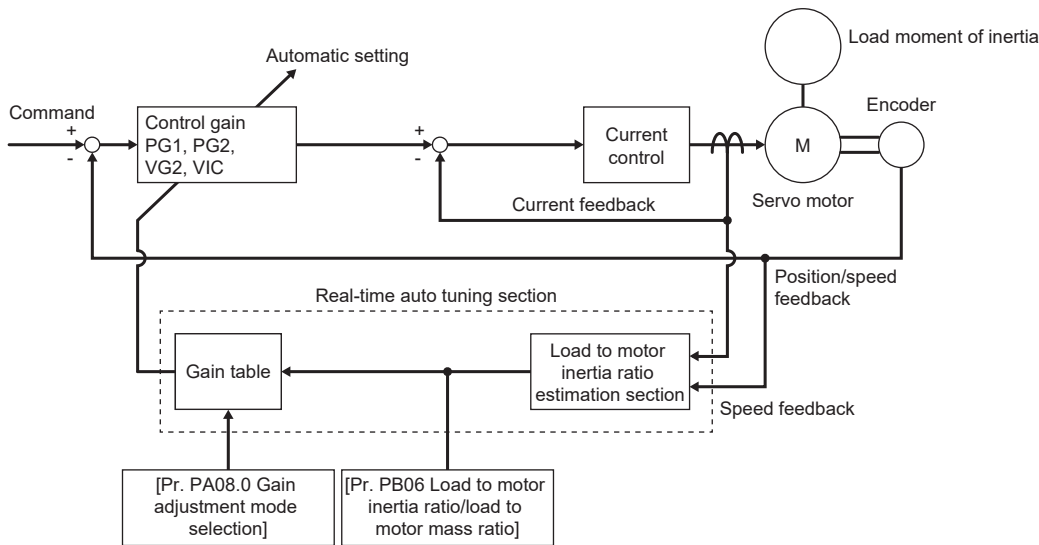 Load moment of inertia
Automatic setting
Command
Encoder
+
-
Control gain
PG1, PG2,
VG2, VIC
+
-
Current
control
M
Servo motor
Current feedback
Position/speed
feedback
Real-time auto tuning section
Gain table
Load to motor
inertia ratio
estimation section
Speed feedback
[Pr. PA08.0 Gain
adjustment mode
selection]
[Pr. PB06 Load to motor
inertia ratio/load to
motor mass ratio]